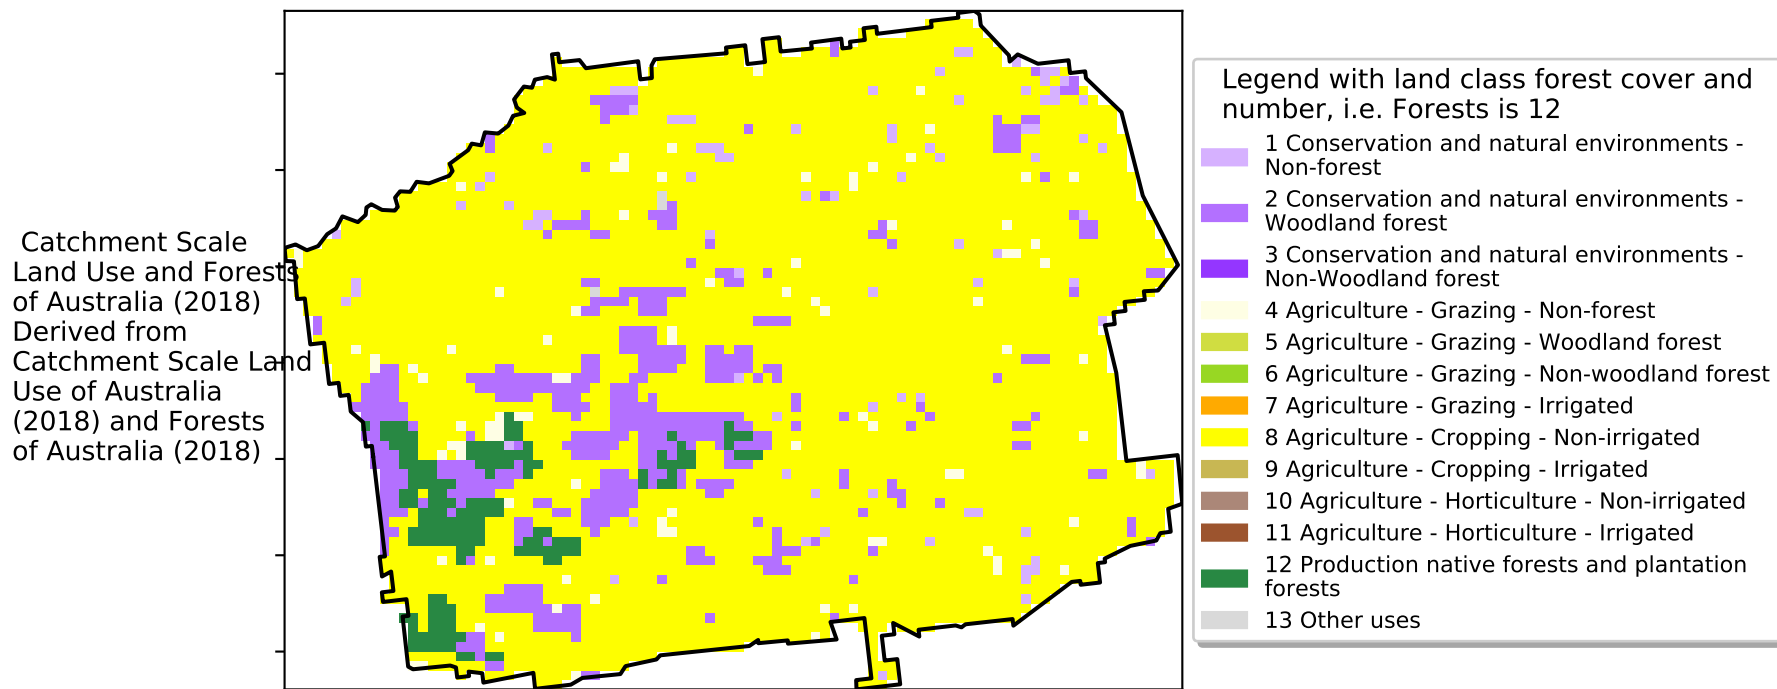 Catchment Scale
Land Use and Forests
of Australia (2018)
Derived from
Catchment Scale Land
Use of Australia
(2018) and Forests
of Australia (2018)
Legend with land class forest cover and
number, i.e. Forests is 12
1 Conservation and natural environments -
Non-forest
2 Conservation and natural environments -
Woodland forest
3 Conservation and natural environments -
Non-Woodland forest
4 Agriculture - Grazing - Non-forest
5 Agriculture - Grazing - Woodland forest
6 Agriculture - Grazing - Non-woodland forest
7 Agriculture - Grazing - Irrigated
8 Agriculture - Cropping - Non-irrigated
9 Agriculture - Cropping - Irrigated
10 Agriculture - Horticulture - Non-irrigated
11 Agriculture - Horticulture - Irrigated
12 Production native forests and plantation
forests
13 Other uses